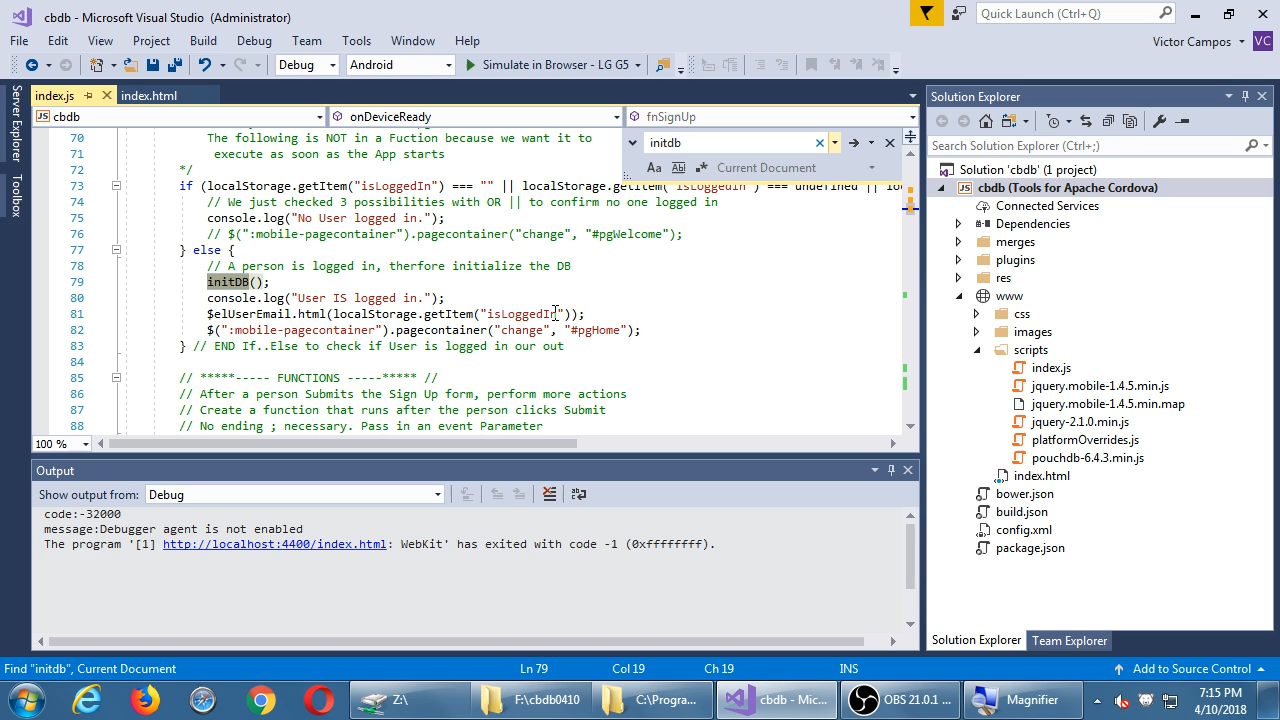 cbdb - Microsoft Visual Studio (Administrator)
Quick Launch (Ctrl+Q)
File Edit View Project Build Debug Team Tools Window Help
Victor Campos
VC
Debug
Android
Simulate in Browser - LG G5
Server Explorer
Toolbox
index.js
index.html
cbdb
onDeviceReady
fnSignUp
initdb
Aa
Ab
Current Document
70 The following is NOT in a Fuction because we want it to
71 execute as soon as the App starts
72 */
73 if (localStorage.getItem("isLoggedIn") === "" || localStorage.getItem("isLoggedIn") === undefined || lo
74 // We just checked 3 possibilities with OR || to confirm no one logged in
75 console.log("No User logged in.");
76 // $(":mobile-pagecontainer").pagecontainer("change", "#pgWelcome");
77 } else {
78 // A person is logged in, therfore initialize the DB
79 initDB();
80 console.log("User IS logged in.");
81 $elUserEmail.html(localStorage.getItem("isLoggedIn"));
82 $(":mobile-pagecontainer").pagecontainer("change", "#pgHome");
83 } // END If..Else to check if User is logged in our out
84
85 // *****----- FUNCTIONS -----***** //
86 // After a person Submits the Sign Up form, perform more actions
87 // Create a function that runs after the person clicks Submit
88 // No ending ; necessary. Pass in an event Parameter
100 %
Output
Show output from: Debug
code:-32000
message:Debugger agent is not enabled
The program '[1] http://localhost:4400/index.html: WebKit' has exited with code -1 (0xffffffff).
Solution Explorer
Search Solution Explorer (Ctrl+;)
Solution 'cbdb' (1 project)
JS cbdb (Tools for Apache Cordova)
Connected Services
Dependencies
merges
plugins
res
www
css
images
scripts
index.js
jquery.mobile-1.4.5.min.js
jquery.mobile-1.4.5.min.map
jquery-2.1.0.min.js
platformOverrides.js
pouchdb-6.4.3.min.js
index.html
bower.json
build.json
config.xml
package.json
Solution Explorer Team Explorer
Find "initdb", Current Document
Ln 79
Col 19
Ch 19
INS
Add to Source Control
Z:\
F:\cbdb0410
C:\Progra...
cbdb - Mic...
OBS 21.0.1 ...
Magnifier
7:15 PM
4/10/2018